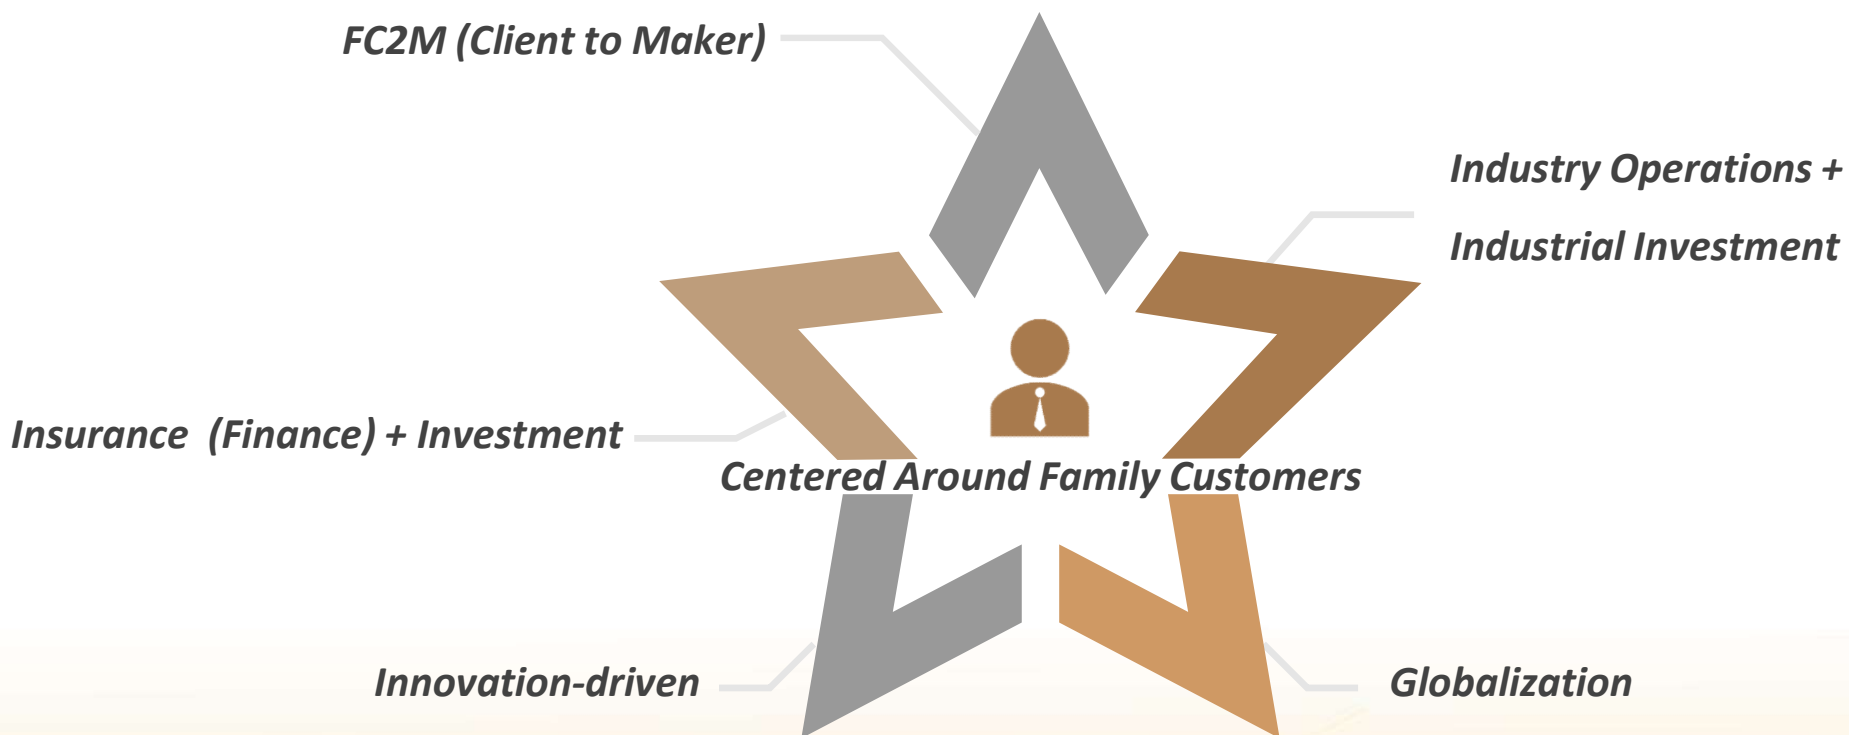 FC2M (Client to Maker)
Industry Operations +
Industrial Investment
Insurance (Finance) + Investment
Centered Around Family Customers
Innovation-driven
Globalization